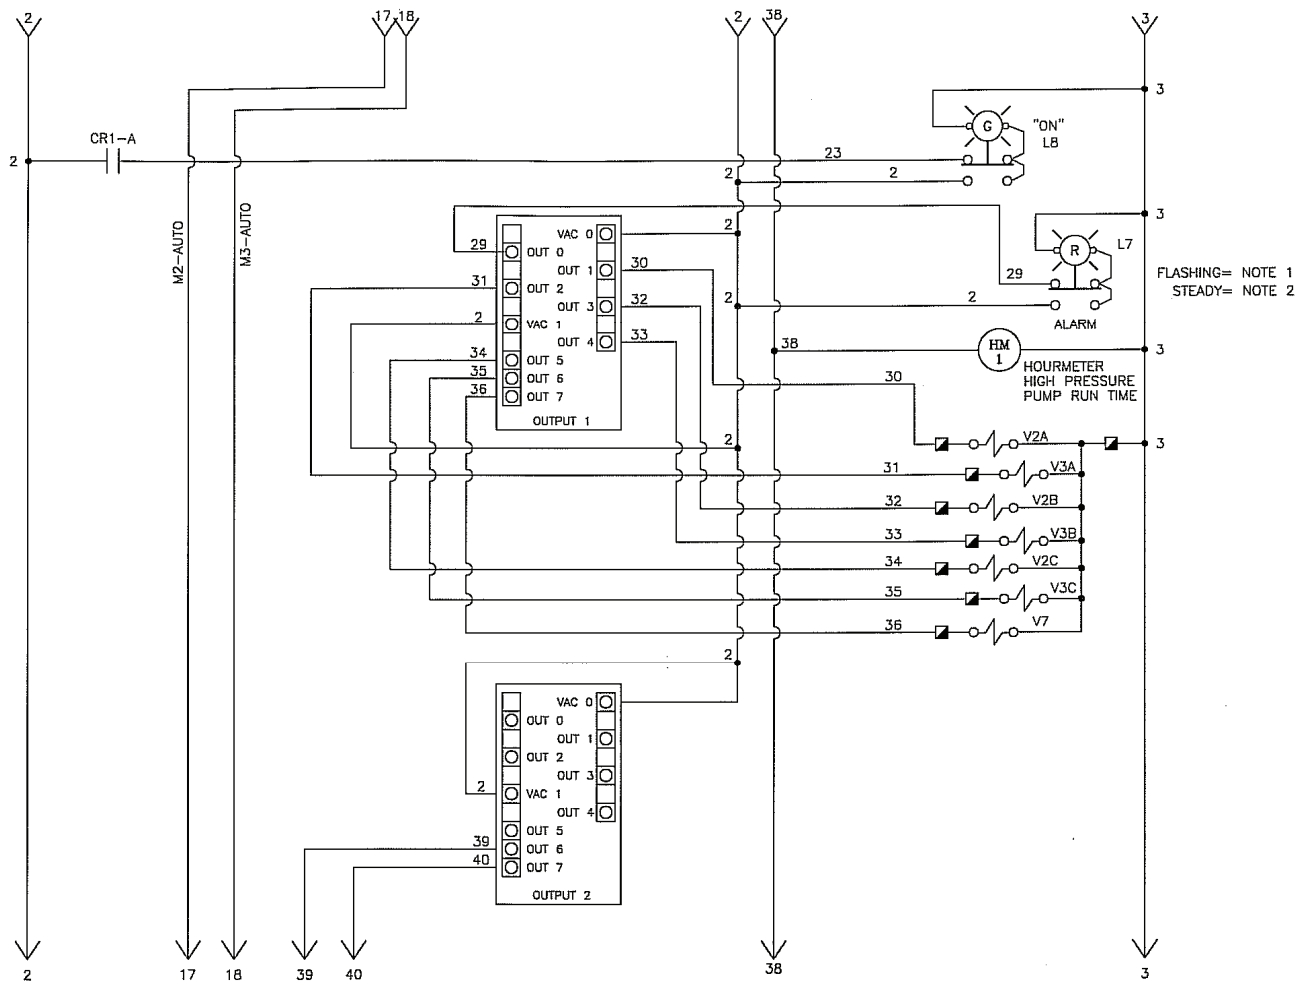 2
17
18
2
38
3
3
CR1-A
G
"ON"
L8
2
23
2
2
M2-AUTO
M3-AUTO
3
VAC 0
2
29
OUT 0
R
L7
OUT 1
30
29
FLASHING= NOTE 1
STEADY= NOTE 2
31
OUT 2
OUT 3
32
2
2
2
VAC 1
ALARM
OUT 4
33
38
HM
1
3
34
OUT 5
HOURMETER
HIGH PRESSURE
PUMP RUN TIME
35
OUT 6
30
36
OUT 7
OUTPUT 1
2
V2A
3
31
V3A
32
V2B
33
V3B
34
V2C
35
V3C
36
V7
2
VAC 0
OUT 0
OUT 1
OUT 2
OUT 3
2
VAC 1
OUT 4
OUT 5
39
OUT 6
40
OUT 7
OUTPUT 2
2
17
18
39
40
38
3